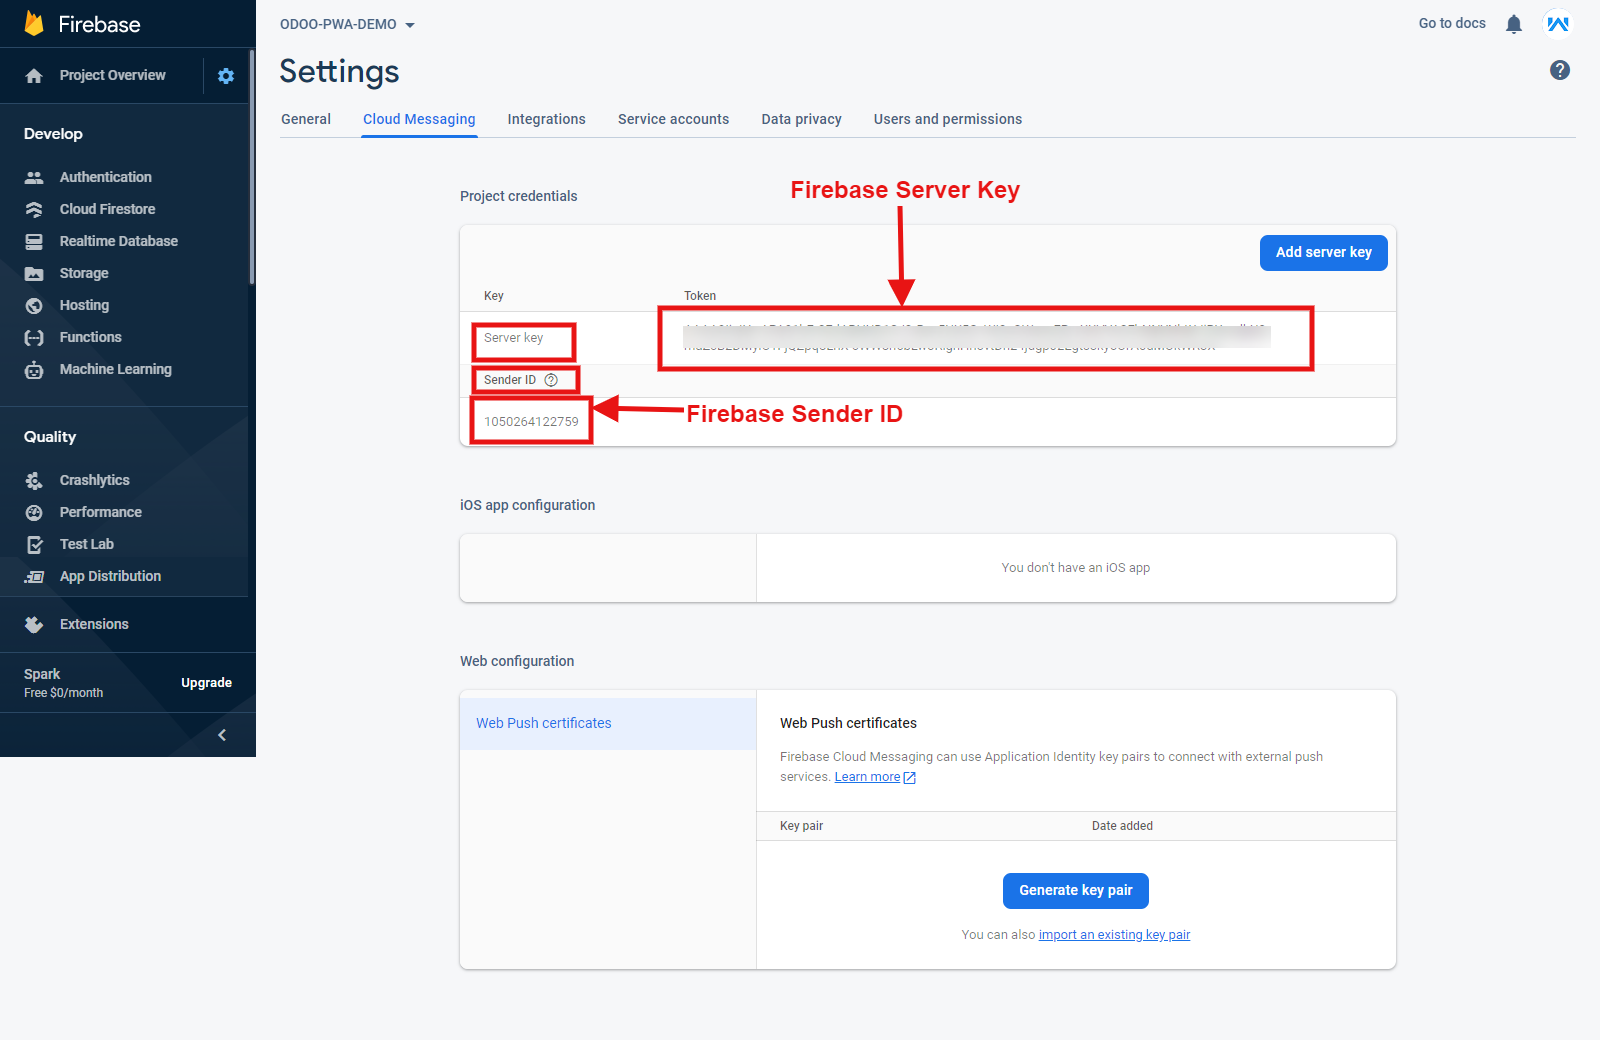 Firebase
Project Overview
Develop
Authentication
Cloud Firestore
Realtime Database
Storage
Hosting
Functions
Machine Learning
Quality
Crashlytics
Performance
Test Lab
App Distribution
Extensions
Spark
Free $0/month
Upgrade
ODOO-PWA-DEMO
Go to docs
Settings
General Cloud Messaging Integrations Service accounts Data privacy Users and permissions
Project credentials
Firebase Server Key
Add server key
Key Token
Server key
Sender ID
Firebase Sender ID
1050264122759
iOS app configuration
You don't have an iOS app
Web configuration
Web Push certificates
Web Push certificates
Firebase Cloud Messaging can use Application Identity key pairs to connect with external push
services. Learn more
Key pair Date added
Generate key pair
You can also import an existing key pair